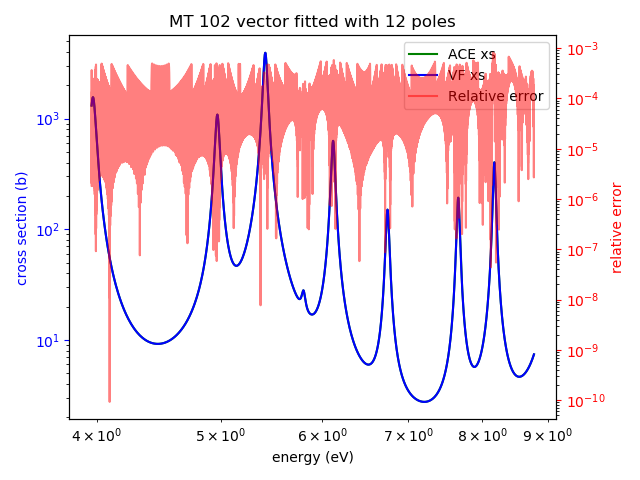 MT 102 vector fitted with 12 poles
ACE xs
VF xs
Relative error
cross section (b)
10³
10²
10¹
relative error
10⁻³
10⁻⁴
10⁻⁵
10⁻⁶
10⁻⁷
10⁻⁸
10⁻⁹
10⁻¹⁰
4 × 10⁰ 5 × 10⁰ 6 × 10⁰ 7 × 10⁰ 8 × 10⁰ 9 × 10⁰
energy (eV)